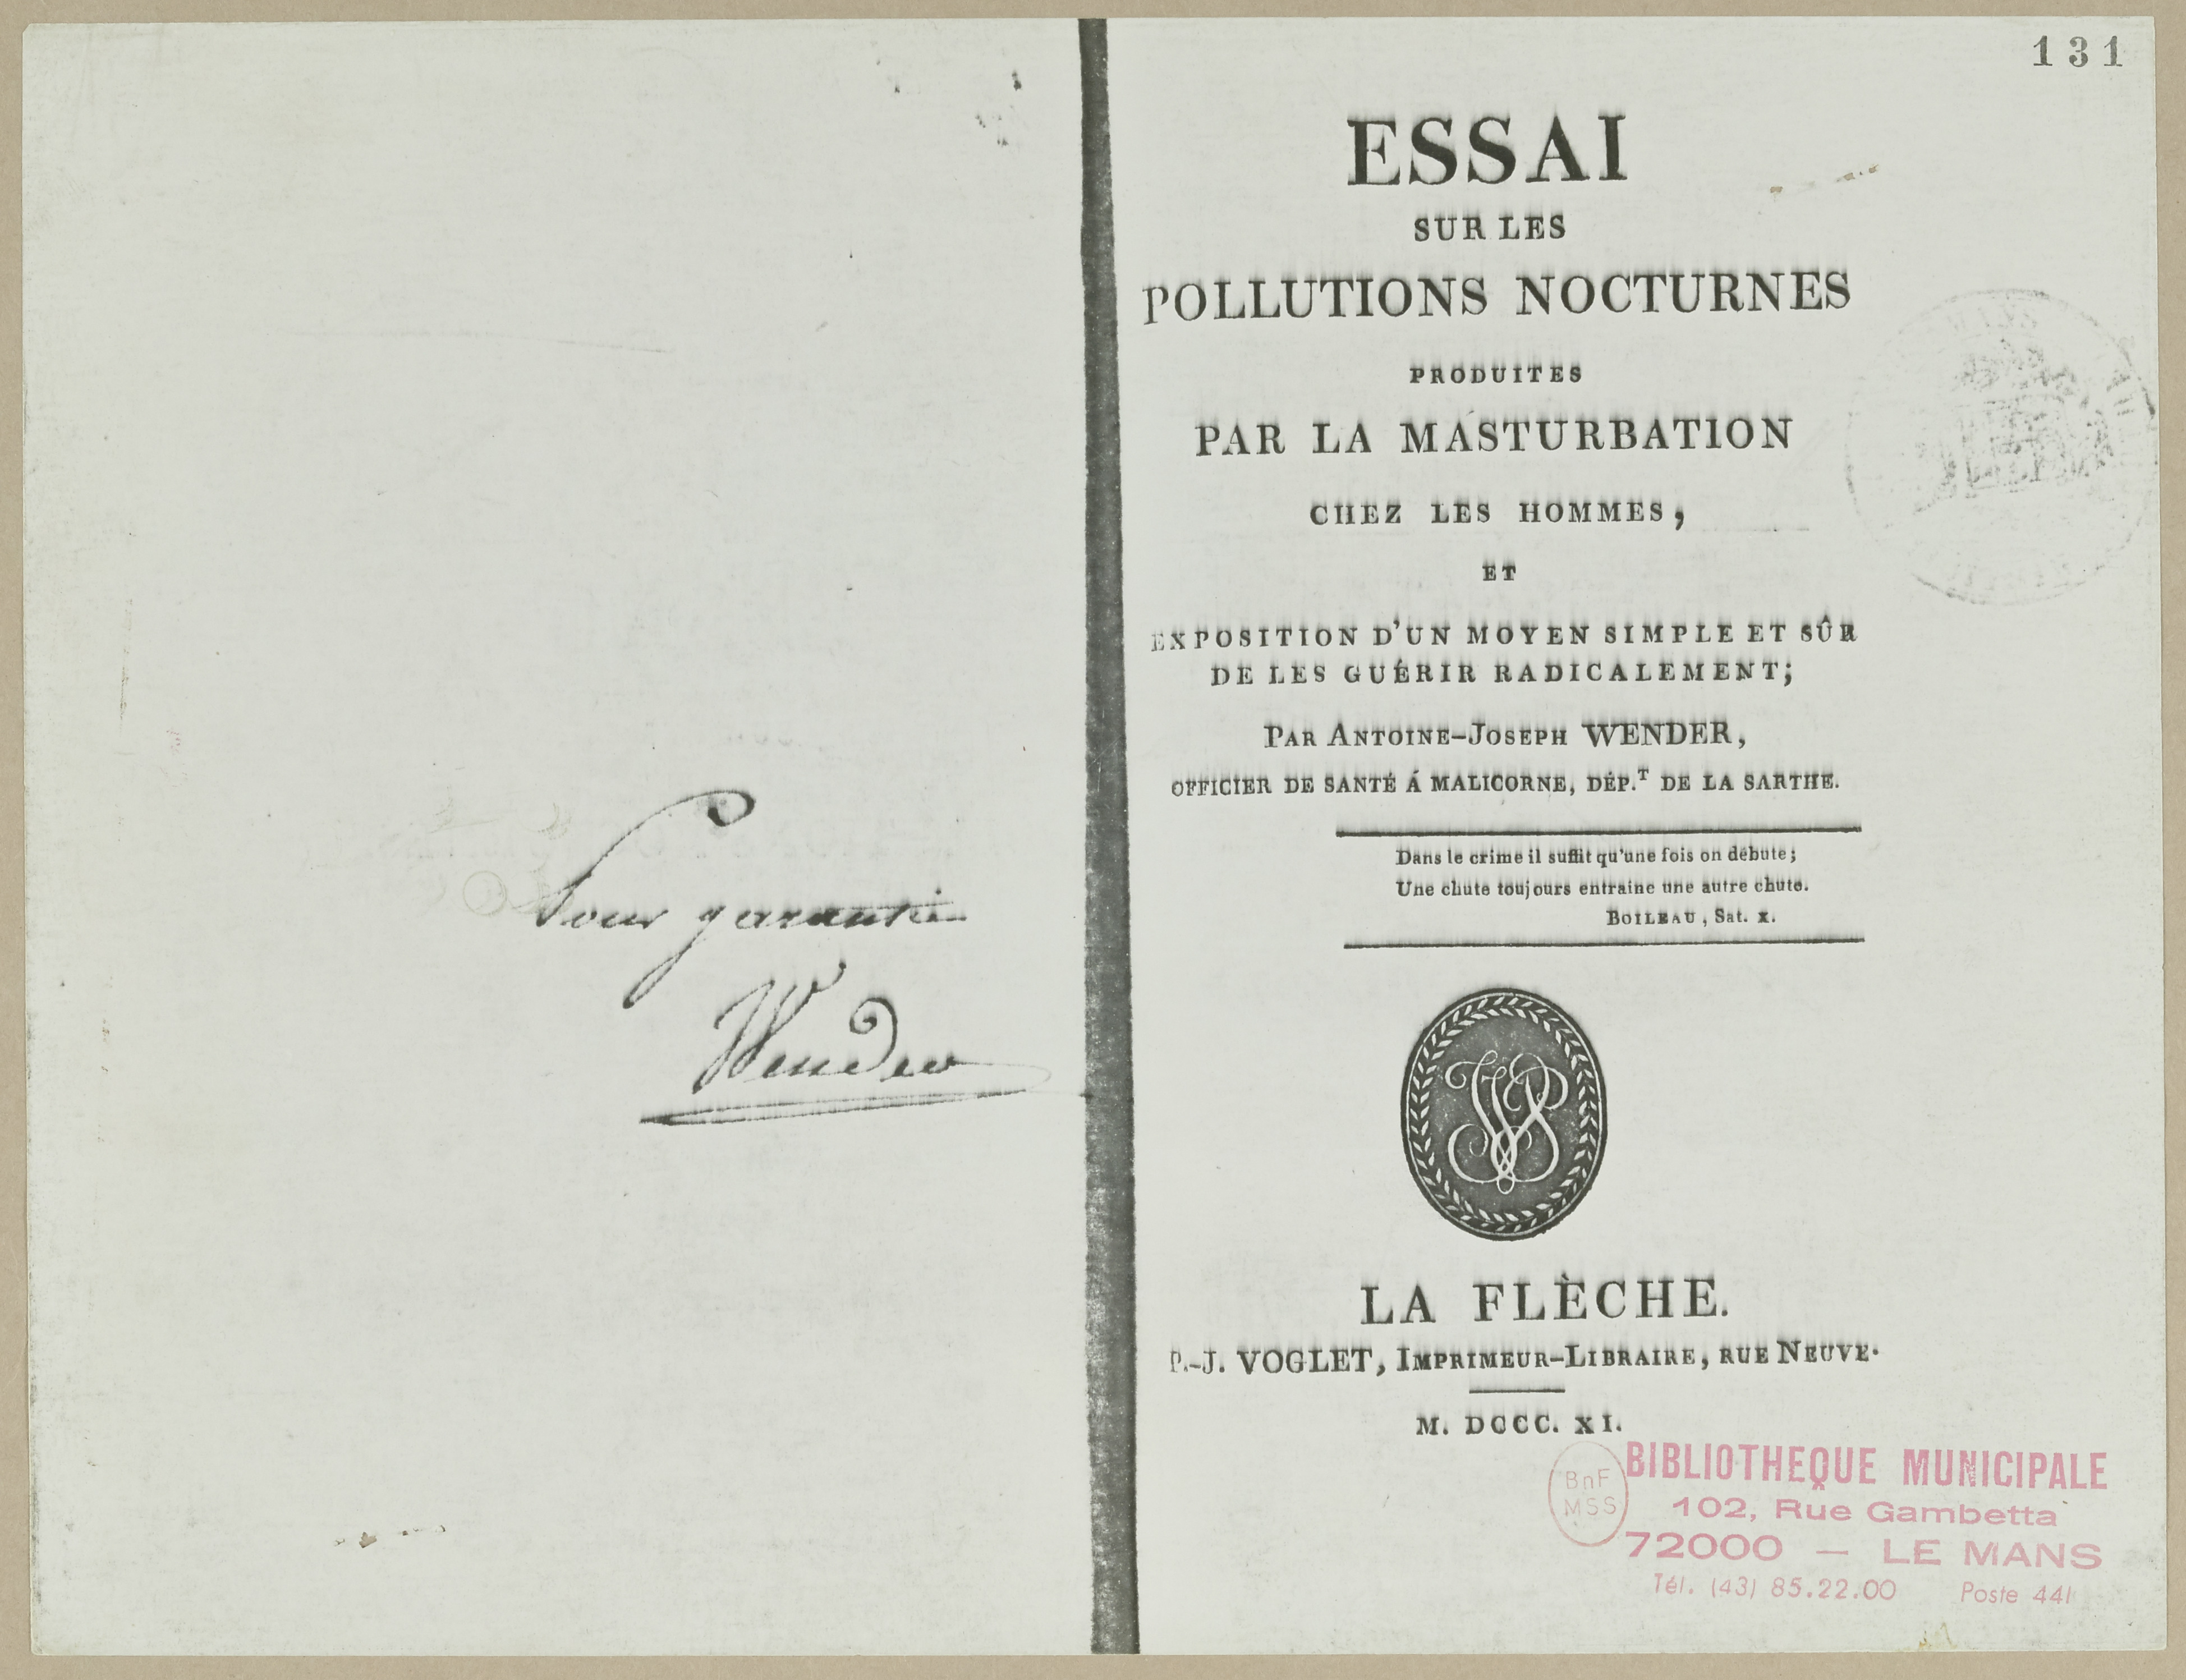 Pour garantie
Wender
131
ESSAI
SUR LES
POLLUTIONS NOCTURNES
PRODUITES
PAR LA MASTURBATION
CHEZ LES HOMMES,
ET
EXPOSITION D'UN MOYEN SIMPLE ET SÛR
DE LES GUÉRIR RADICALEMENT;
PAR ANTOINE-JOSEPH WENDER,
OFFICIER DE SANTÉ Á MALICORNE, DÉP.T DE LA SARTHE.
Dans le crime il suffit qu'une fois on débute;
Une chute toujours entraine une autre chute.
BOILEAU, Sat. X.
LA FLÈCHE.
P.-J. VOGLET, IMPRIMEUR-LIBRAIRE, RUE NEUVE.
M. DCCC. XI.
BnF
MSS
BIBLIOTHEQUE MUNICIPALE
102, Rue Gambetta
72000 — LE MANS
Tél. (43) 85.22.00 Poste 441